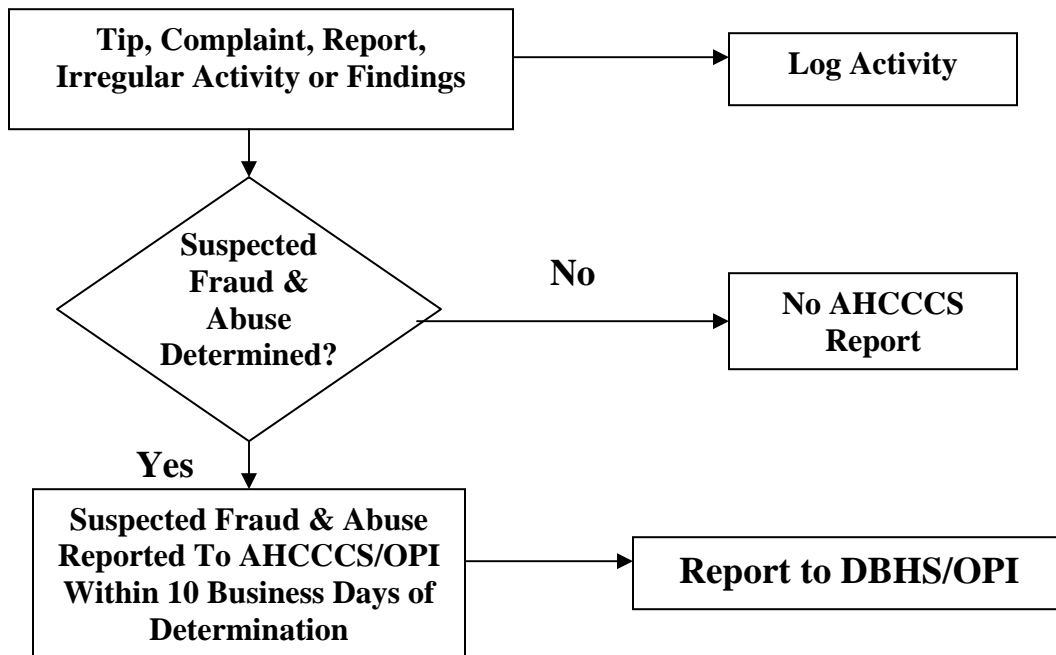 Tip, Complaint, Report,
Irregular Activity or Findings
Log Activity
Suspected
Fraud &
Abuse
Determined?
No
No AHCCCS
Report
Yes
Suspected Fraud & Abuse
Reported To AHCCCS/OPI
Within 10 Business Days of
Determination
Report to DBHS/OPI